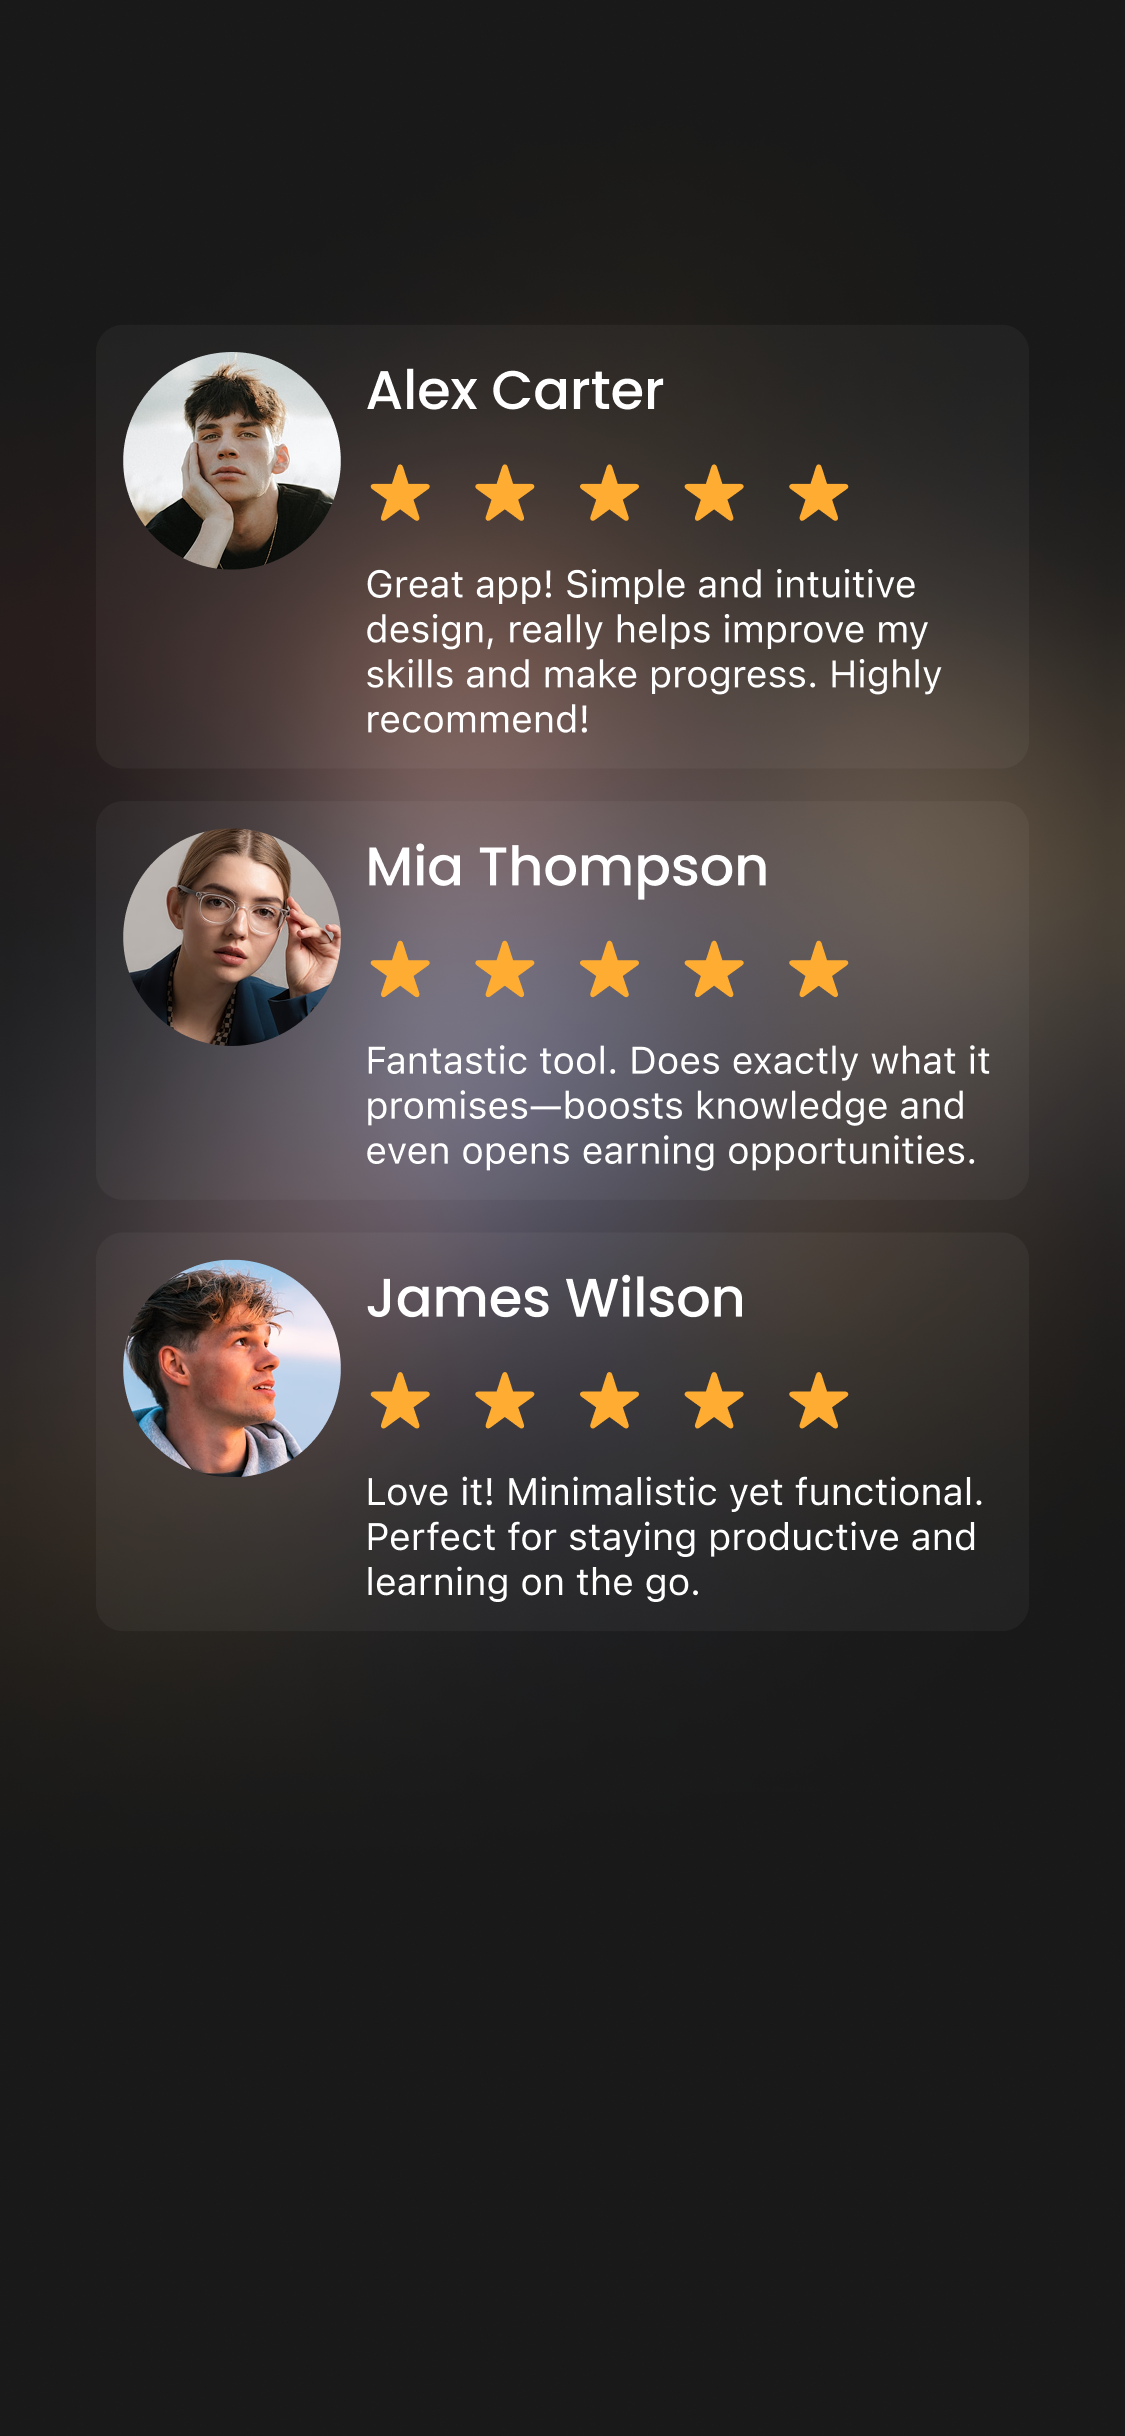 Alex Carter
Great app! Simple and intuitive
design, really helps improve my
skills and make progress. Highly
recommend!
Mia Thompson
Fantastic tool. Does exactly what it
promises—boosts knowledge and
even opens earning opportunities.
James Wilson
Love it! Minimalistic yet functional.
Perfect for staying productive and
learning on the go.